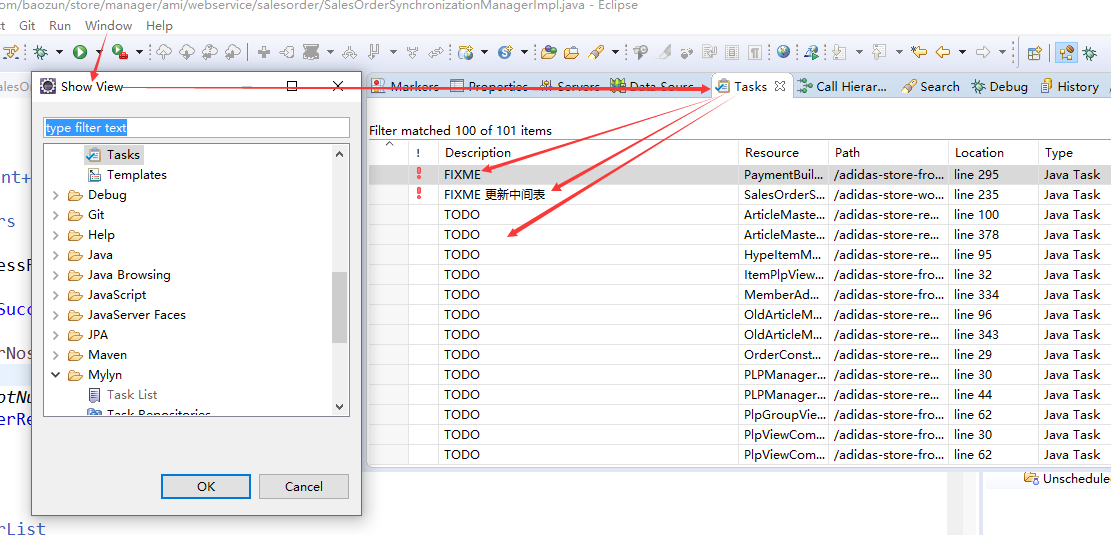 om/baozun/store/manager/ami/webservice/salesorder/SalesOrderSynchronizationManagerImpl.java - Eclipse
ct Git Run Window Help
Show View
type filter text
Tasks
Templates
Debug
Git
Help
Java
Java Browsing
JavaScript
JavaServer Faces
JPA
Maven
Mylyn
Task List
Task Repositories
OK Cancel
Markers Properties Servers Data Sourc... Tasks Call Hierar... Search Debug History
Filter matched 100 of 101 items
! Description Resource Path Location Type
FIXME PaymentBuil... /adidas-store-fro... line 295 Java Task
FIXME 更新中间表 SalesOrderS... /adidas-store-wo... line 235 Java Task
TODO ArticleMaste... /adidas-store-re... line 100 Java Task
TODO ArticleMaste... /adidas-store-re... line 378 Java Task
TODO HypeItemM... /adidas-store-re... line 95 Java Task
TODO ItemPlpView... /adidas-store-fro... line 32 Java Task
TODO MemberAd... /adidas-store-fro... line 334 Java Task
TODO OldArticleM... /adidas-store-re... line 96 Java Task
TODO OldArticleM... /adidas-store-re... line 343 Java Task
TODO OrderConst... /adidas-store-fro... line 29 Java Task
TODO PLPManager... /adidas-store-re... line 30 Java Task
TODO PLPManager... /adidas-store-re... line 44 Java Task
TODO PlpGroupVie... /adidas-store-fro... line 62 Java Task
TODO PlpViewCom... /adidas-store-fro... line 30 Java Task
TODO PlpViewCom... /adidas-store-fro... line 62 Java Task
Unschedule
alesO
ent+
rs
essF
Succ
rNos
otNu
erRe
rList